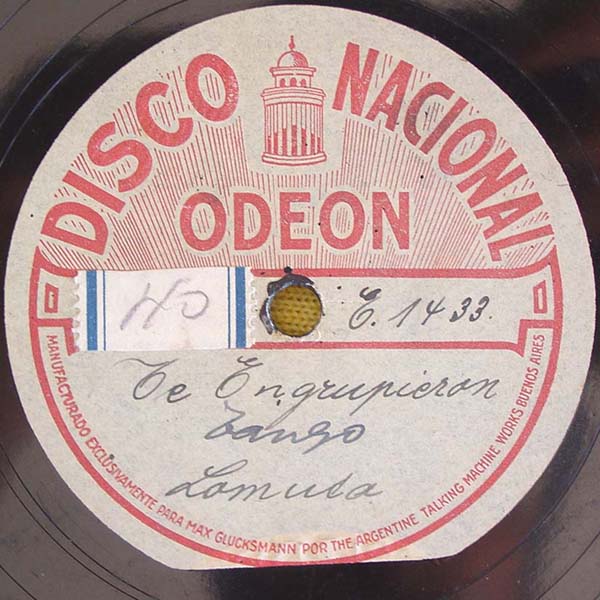 DISCO NACIONAL
ODEON
40
E. 1433.
Te Engrupieron
Tango
Lomuto
MANUFACTURADO EXCLUSIVAMENTE PARA MAX GLUCKSMANN POR THE ARGENTINE TALKING MACHINE WORKS BUENOS AIRES